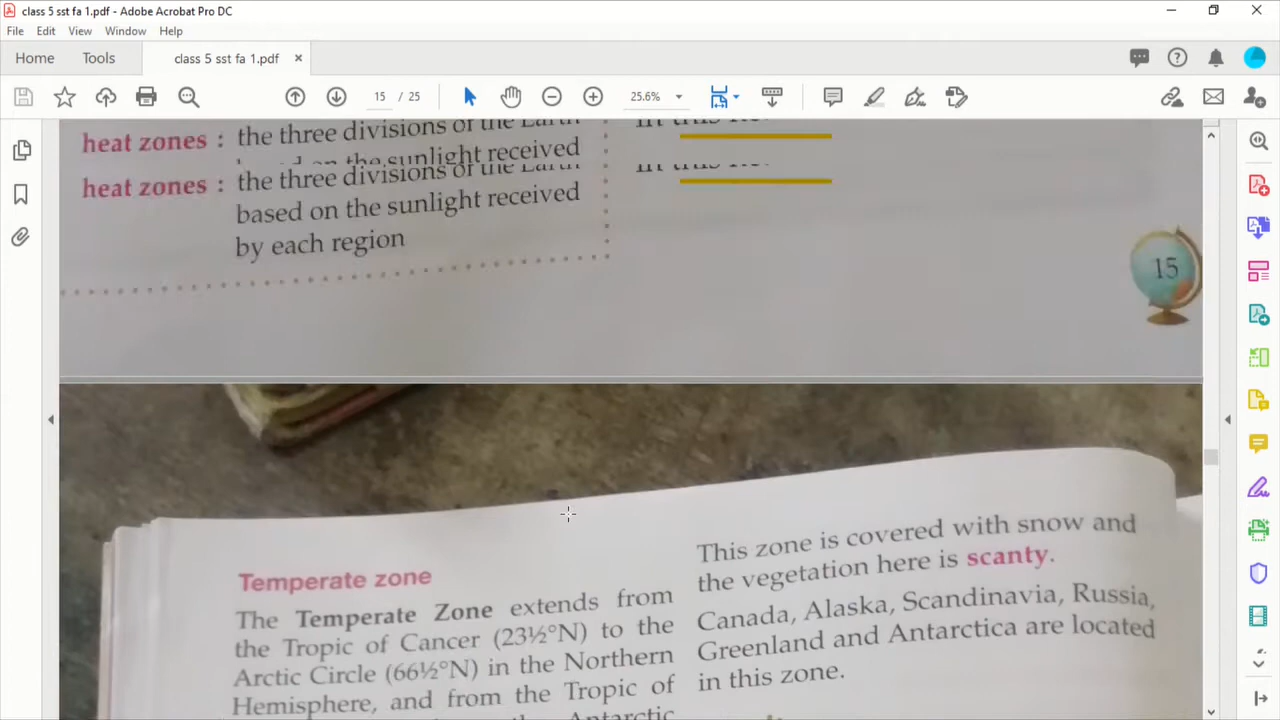 class 5 sst fa 1.pdf - Adobe Acrobat Pro DC
File Edit View Window Help
Home Tools class 5 sst fa 1.pdf ×
15 / 25 25.6%
heat zones : the three divisions of the Earth
the sunlight received
heat zones : the three divisions of the Earth
based on the sunlight received
by each region
15
Temperate zone
The Temperate Zone extends from
the Tropic of Cancer (23½°N) to the
Arctic Circle (66½°N) in the Northern
Hemisphere, and from the Tropic of
Antarctic
This zone is covered with snow and
the vegetation here is scanty.
Canada, Alaska, Scandinavia, Russia,
Greenland and Antarctica are located
in this zone.